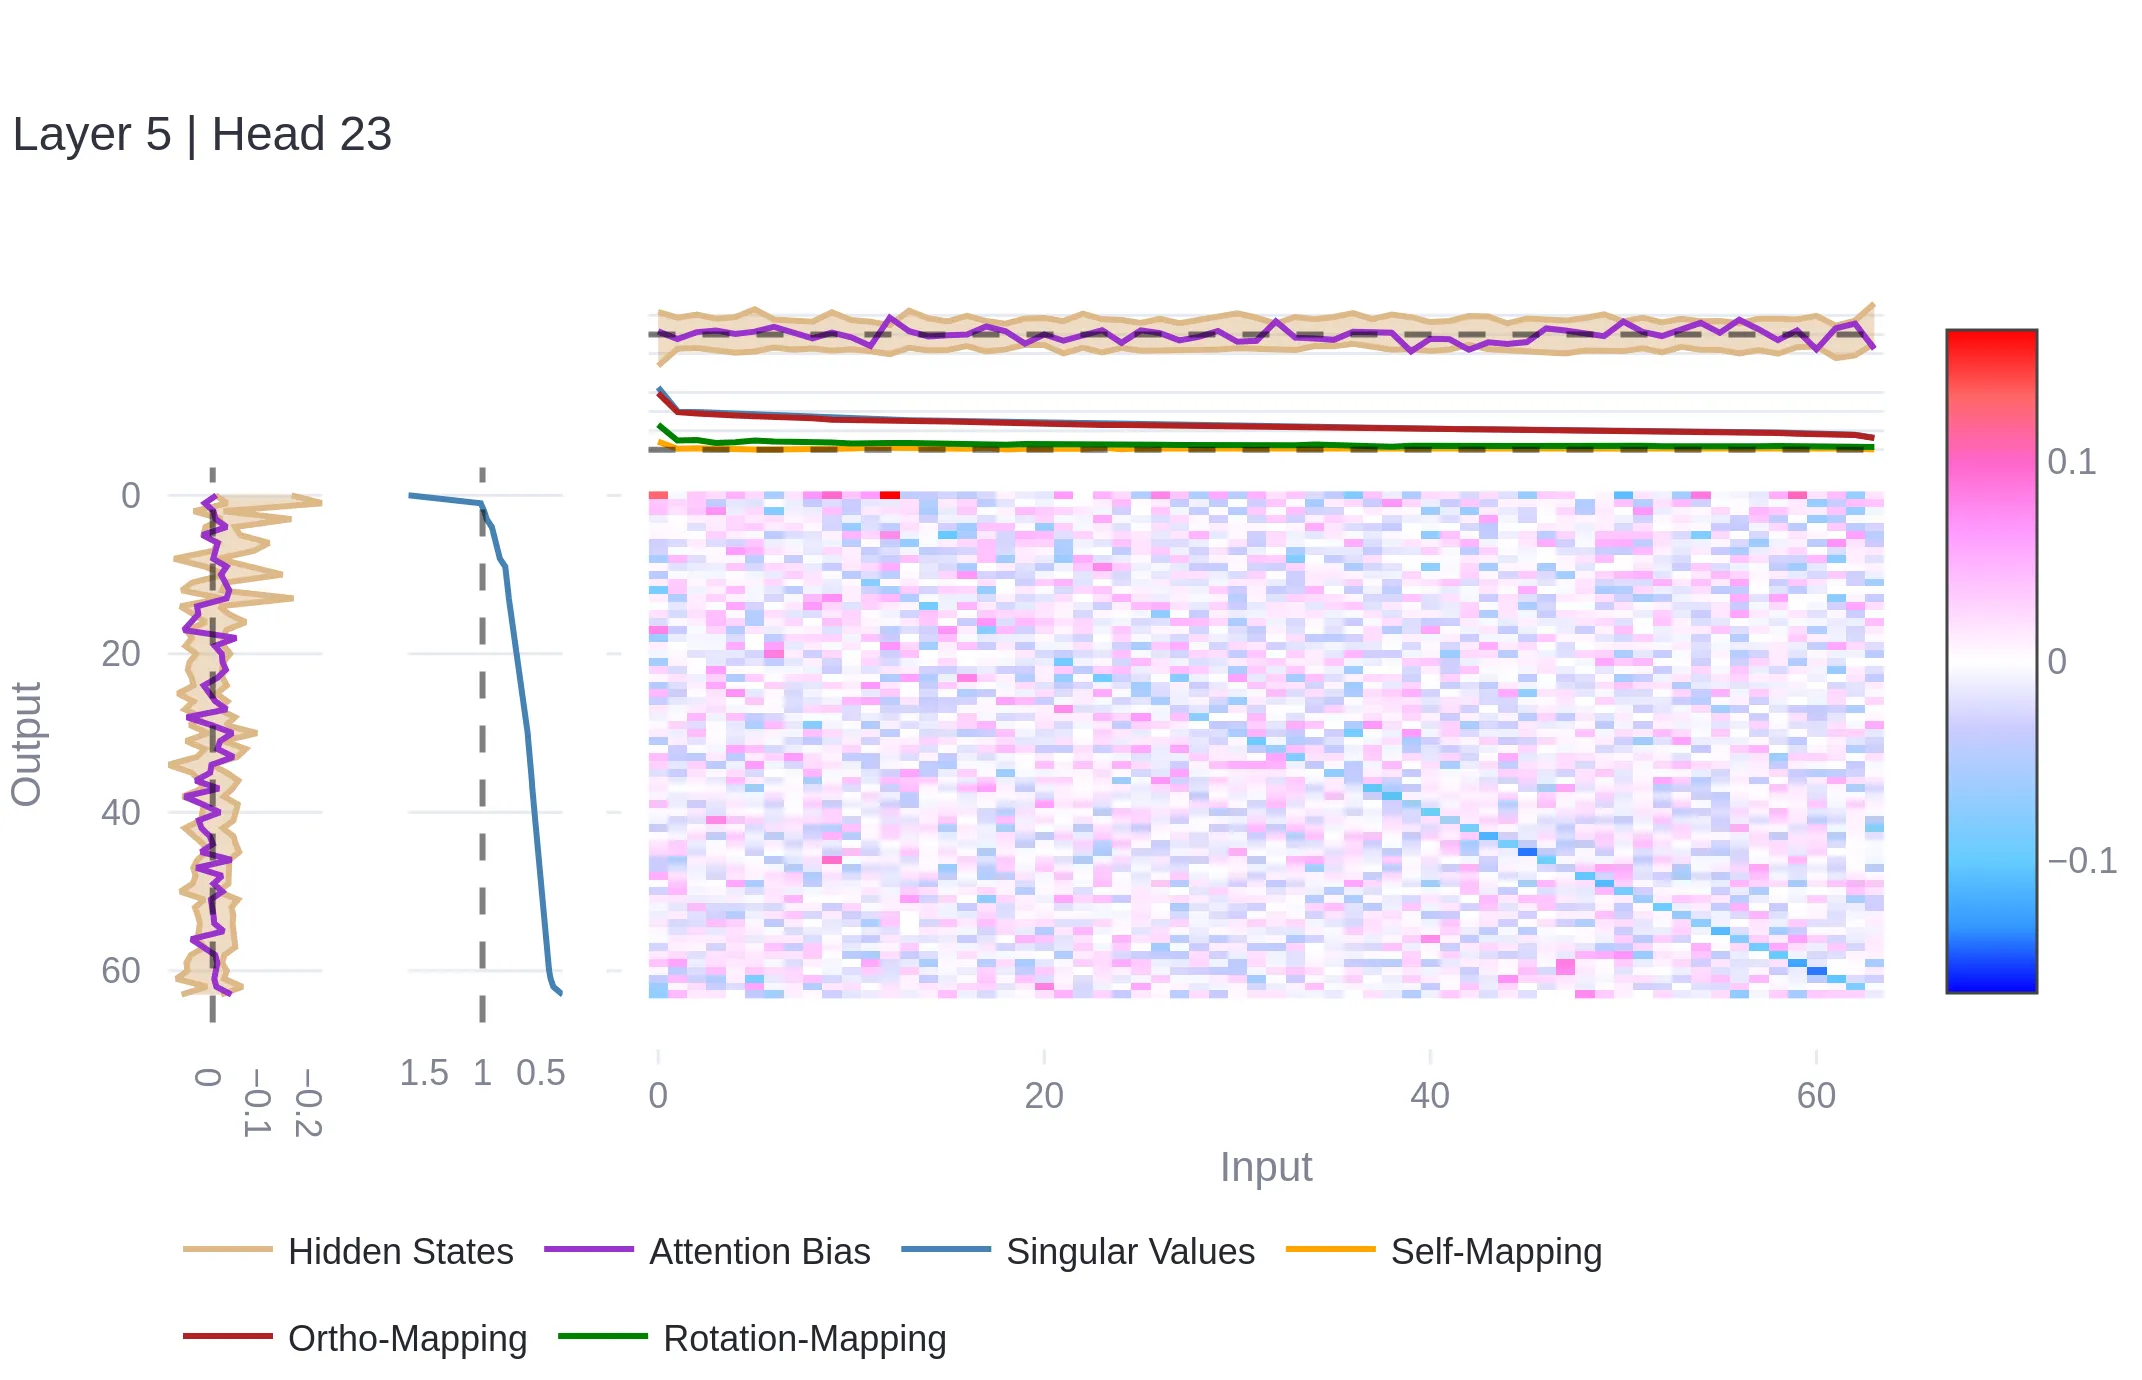 Layer 5 | Head 23
Output
0
20
40
60
0
−0.1
−0.2
1.5 1 0.5
0 20 40 60
Input
0.1
0
−0.1
Hidden States Attention Bias Singular Values Self-Mapping
Ortho-Mapping Rotation-Mapping